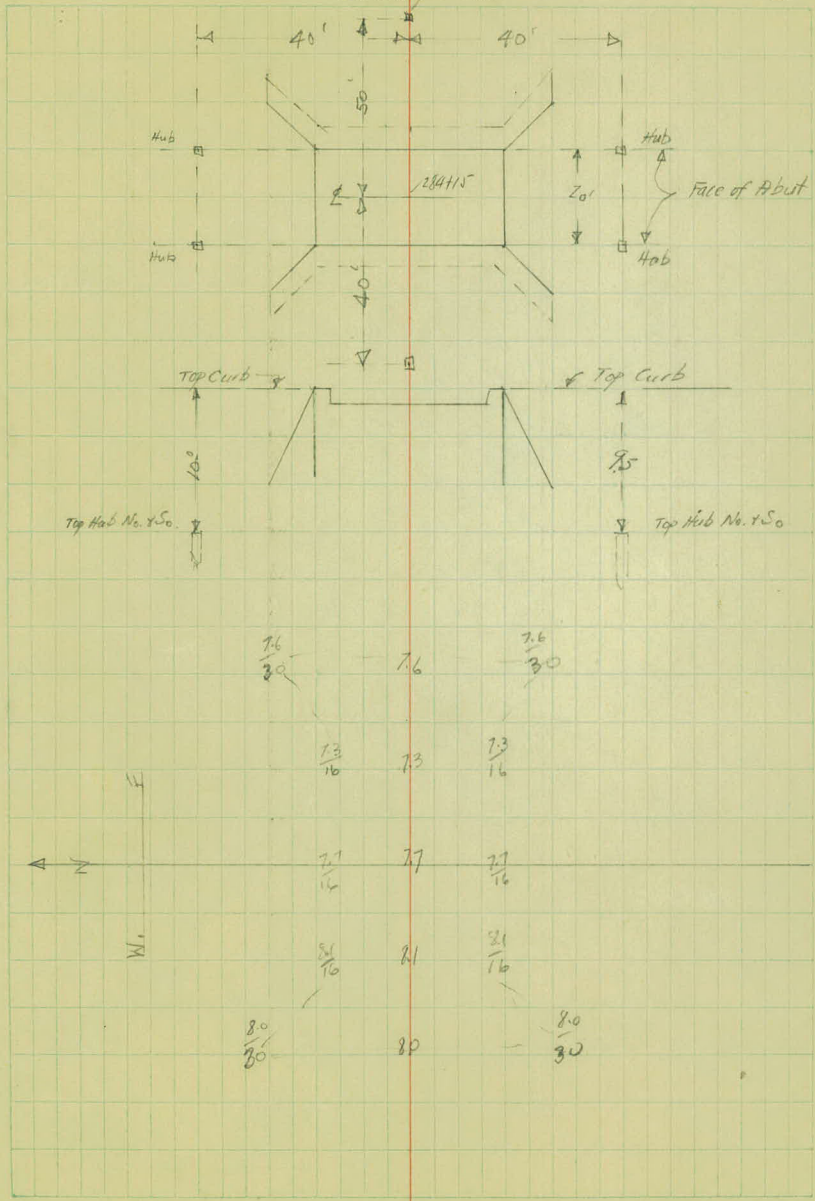 40' 40'
50'
Hub Hub
℄ 284+15 20' Face of Abut
Hub Hub
40'
Top Curb Top Curb
10.0 9.5
Top Hub No. & So. Top Hub No. & So
7.6/30 7.6 7.6/30
7.3/16 7.3 7.3/16
E
N 7.7/16 7.7 7.7/16
W. 8.1/16 8.1 8.1/16
8.0/30 8.0 8.0/30